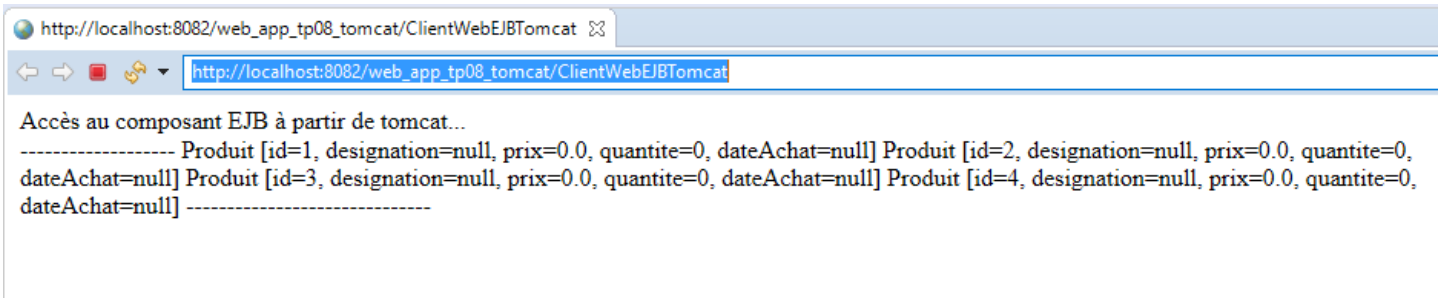 http://localhost:8082/web_app_tp08_tomcat/ClientWebEJBTomcat
http://localhost:8082/web_app_tp08_tomcat/ClientWebEJBTomcat
Accès au composant EJB à partir de tomcat...
------------------- Produit [id=1, designation=null, prix=0.0, quantite=0, dateAchat=null] Produit [id=2, designation=null, prix=0.0, quantite=0,
dateAchat=null] Produit [id=3, designation=null, prix=0.0, quantite=0, dateAchat=null] Produit [id=4, designation=null, prix=0.0, quantite=0,
dateAchat=null] ------------------------------